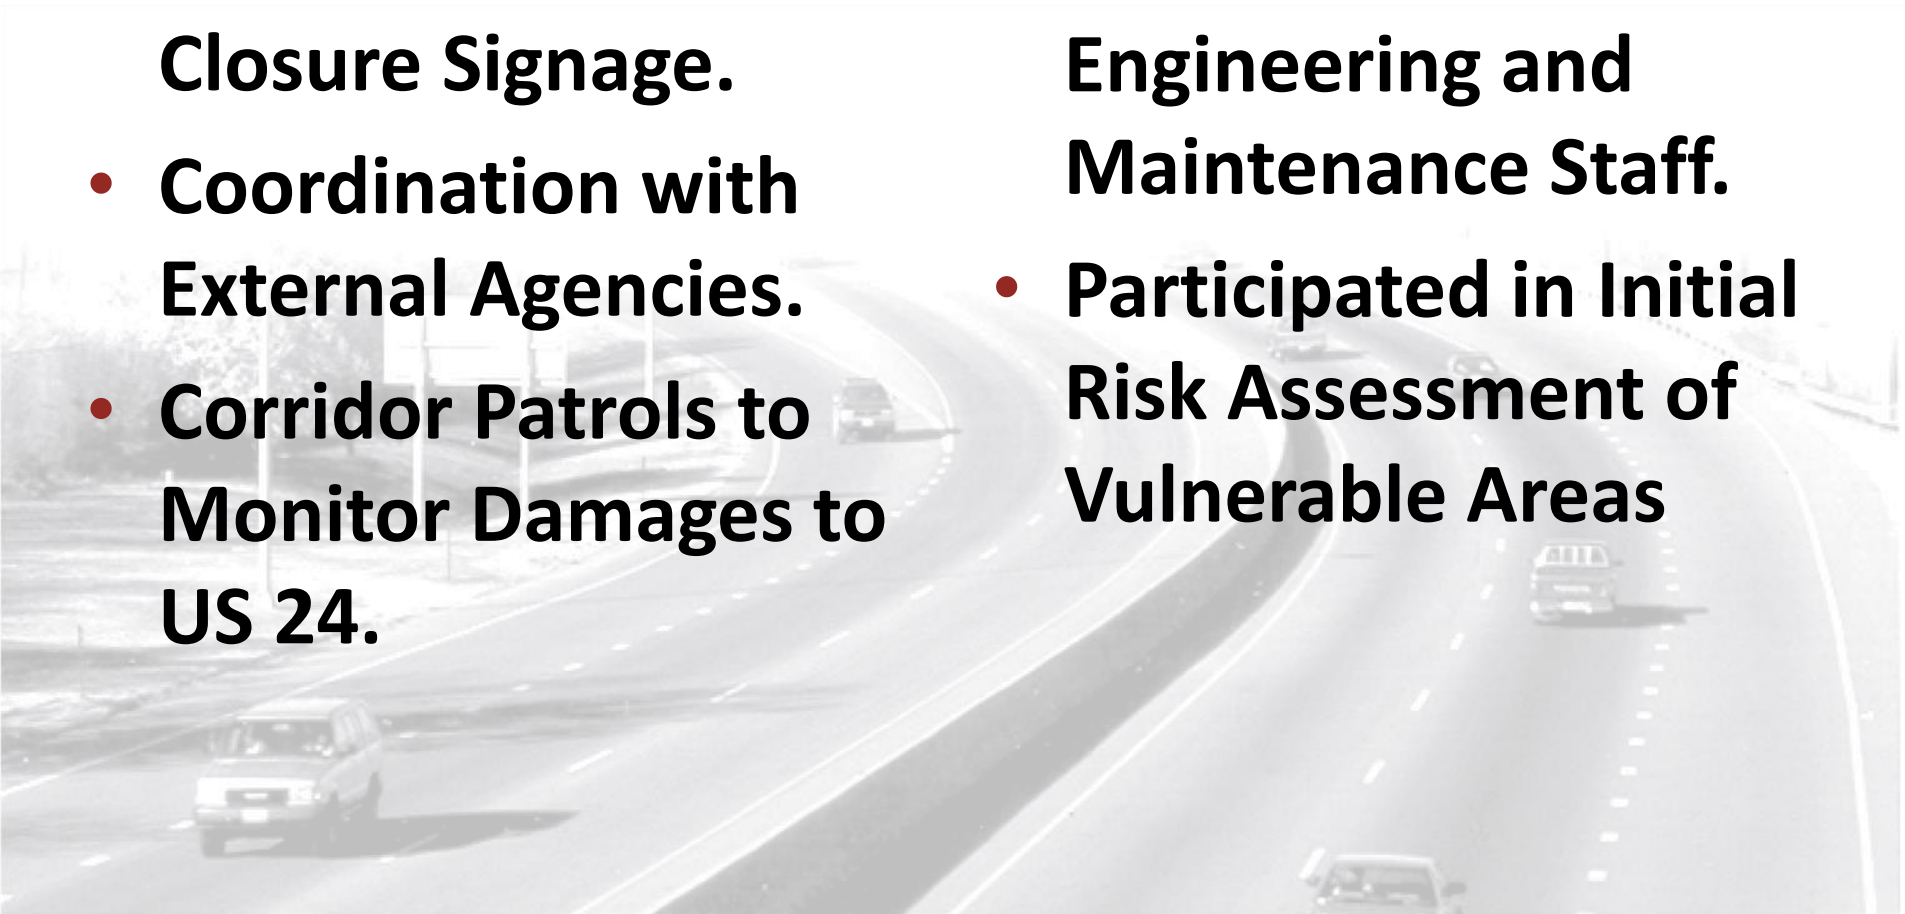 Closure Signage.
• Coordination with
External Agencies.
• Corridor Patrols to
Monitor Damages to
US 24.
Engineering and
Maintenance Staff.
• Participated in Initial
Risk Assessment of
Vulnerable Areas